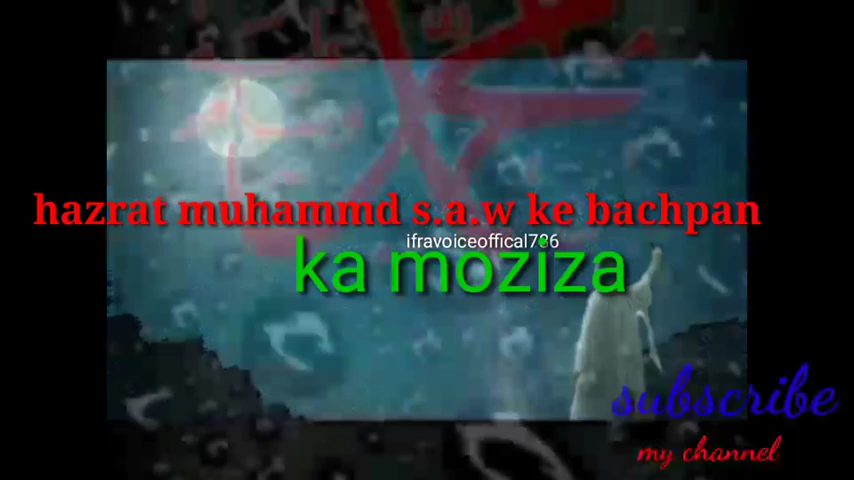 hazrat muhammd s.a.w ke bachpan
ifravoiceoffical786
ka moziza
subscribe
my channel